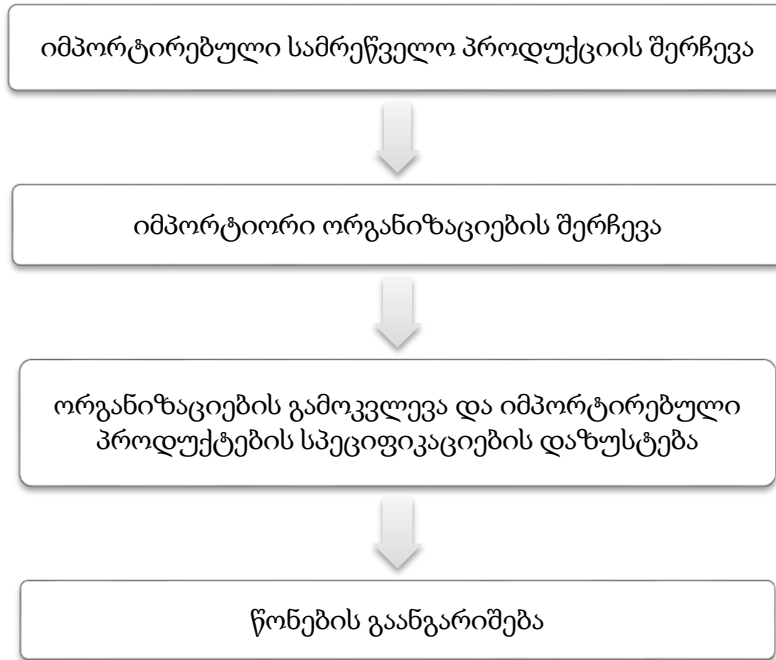 იმპორტირებული სამრეწველო პროდუქციის შერჩევა
იმპორტიორი ორგანიზაციების შერჩევა
ორგანიზაციების გამოკვლევა და იმპორტირებული
პროდუქტების სპეციფიკაციების დაზუსტება
წონების გაანგარიშება